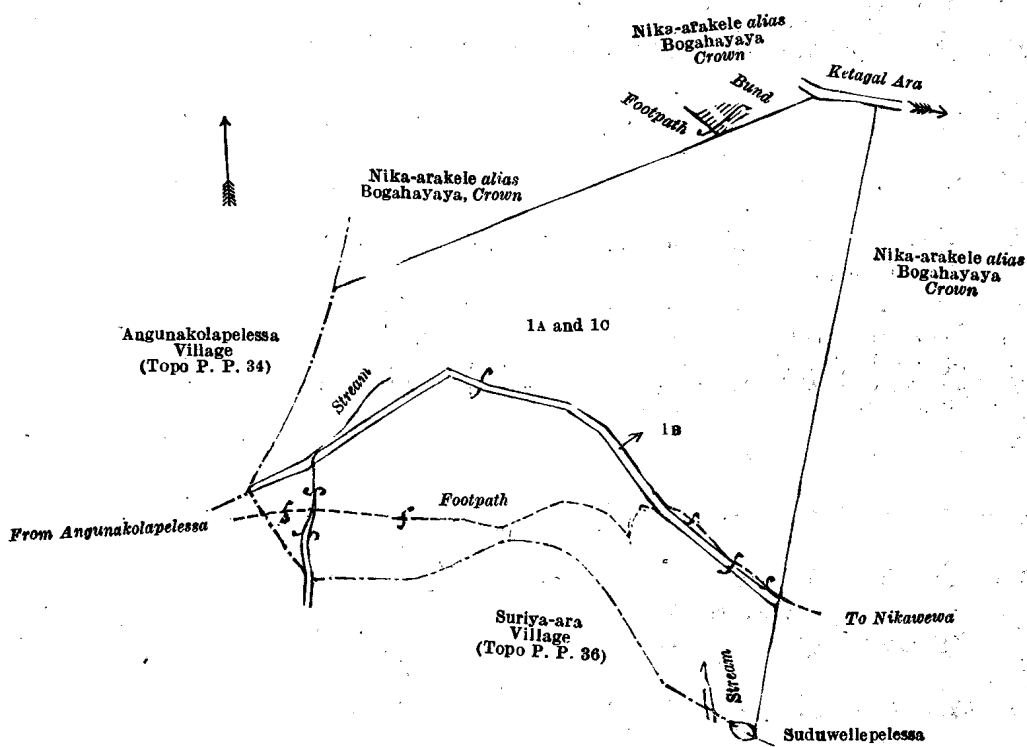 Nika-arakele alias
Bogahayaya
Crown
Ketagal Ara
Bund
Footpath
Nika-arakele alias
Bogahayaya, Crown
Nika-arakele alias
Bogahayaya
Crown
Angunakolapelessa
Village
(Topo P. P. 34)
1A and 1C
Stream
1B
Footpath
From Angunakolapelessa
To Nikawewa
Suriya-ara
Village
(Topo P. P. 36)
Stream
Suduwellepelessa